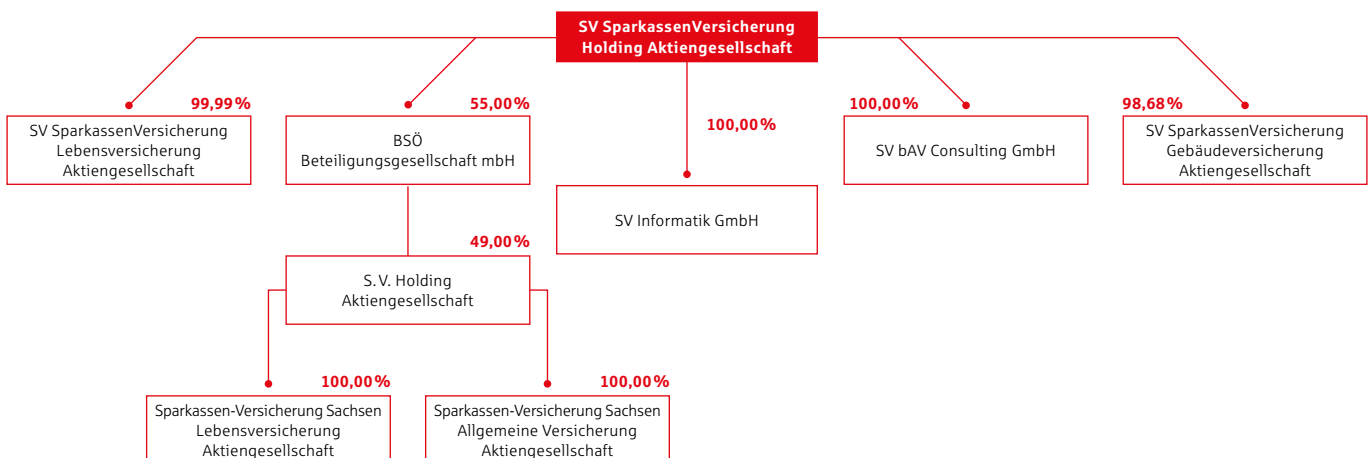 SV SparkassenVersicherung
Holding Aktiengesellschaft
99,99 %
SV SparkassenVersicherung
Lebensversicherung
Aktiengesellschaft
55,00 %
BSÖ
Beteiligungsgesellschaft mbH
100,00 %
SV Informatik GmbH
100,00 %
SV bAV Consulting GmbH
98,68 %
SV SparkassenVersicherung
Gebäudeversicherung
Aktiengesellschaft
49,00 %
S. V. Holding
Aktiengesellschaft
100,00 %
Sparkassen-Versicherung Sachsen
Lebensversicherung
Aktiengesellschaft
100,00 %
Sparkassen-Versicherung Sachsen
Allgemeine Versicherung
Aktiengesellschaft